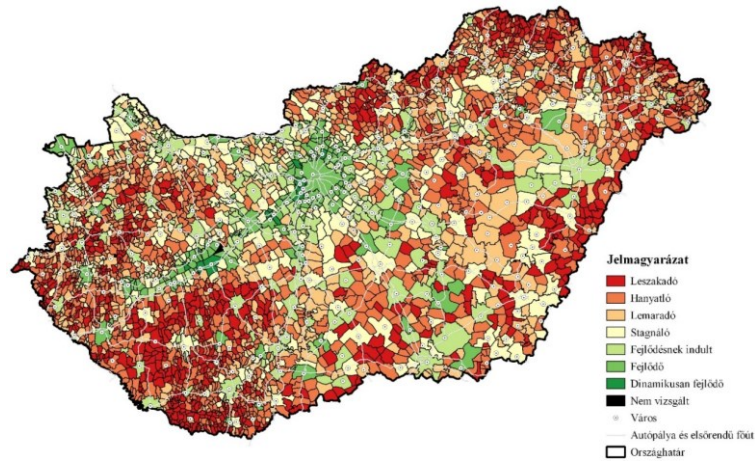 Jelmagyarázat
Leszakadó
Hanyatló
Lemaradó
Stagnáló
Fejlődésnek indult
Fejlődő
Dinamikusan fejlődő
Nem vizsgált
Város
Autópálya és elsőrendű főút
Országhatár